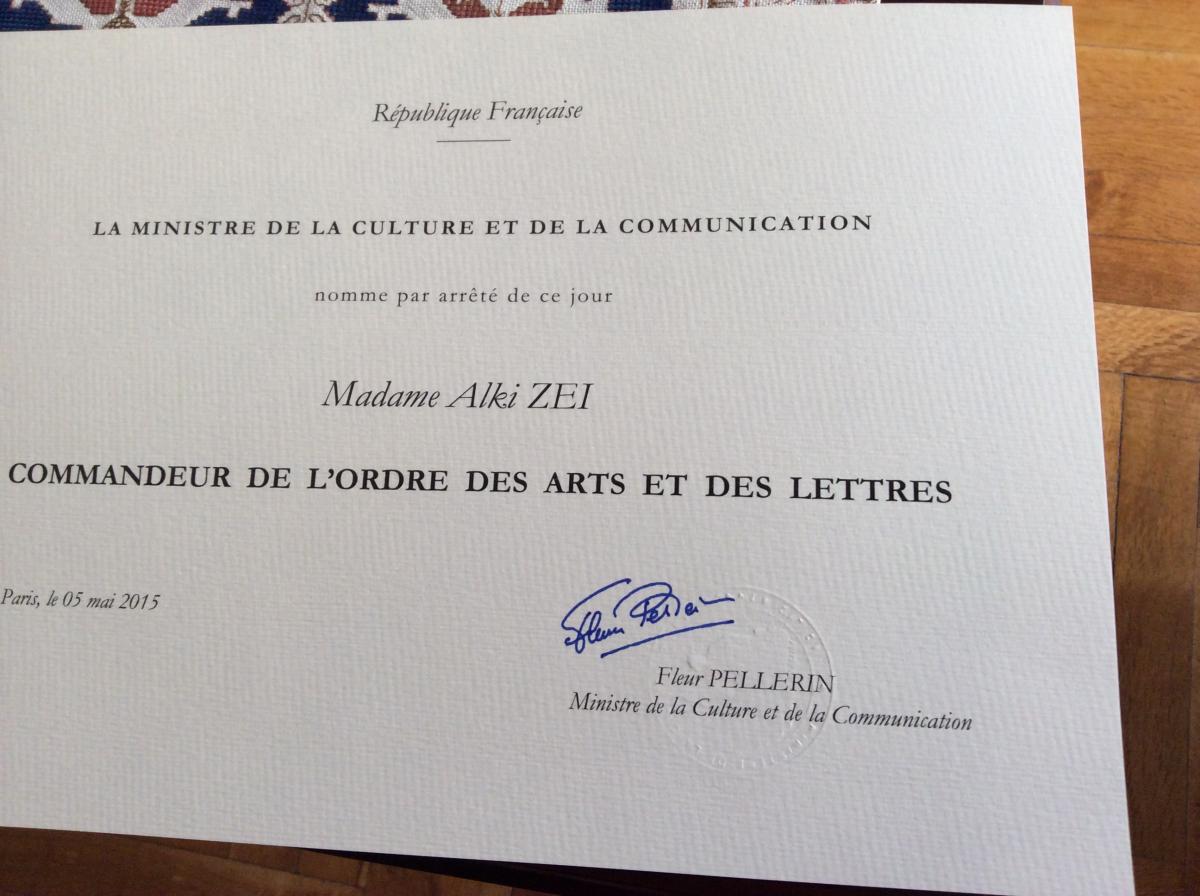 République Française
LA MINISTRE DE LA CULTURE ET DE LA COMMUNICATION
nomme par arrêté de ce jour
Madame Alki ZEI
COMMANDEUR DE L'ORDRE DES ARTS ET DES LETTRES
Paris, le 05 mai 2015
Fleur Pellerin
Fleur PELLERIN
Ministre de la Culture et de la Communication